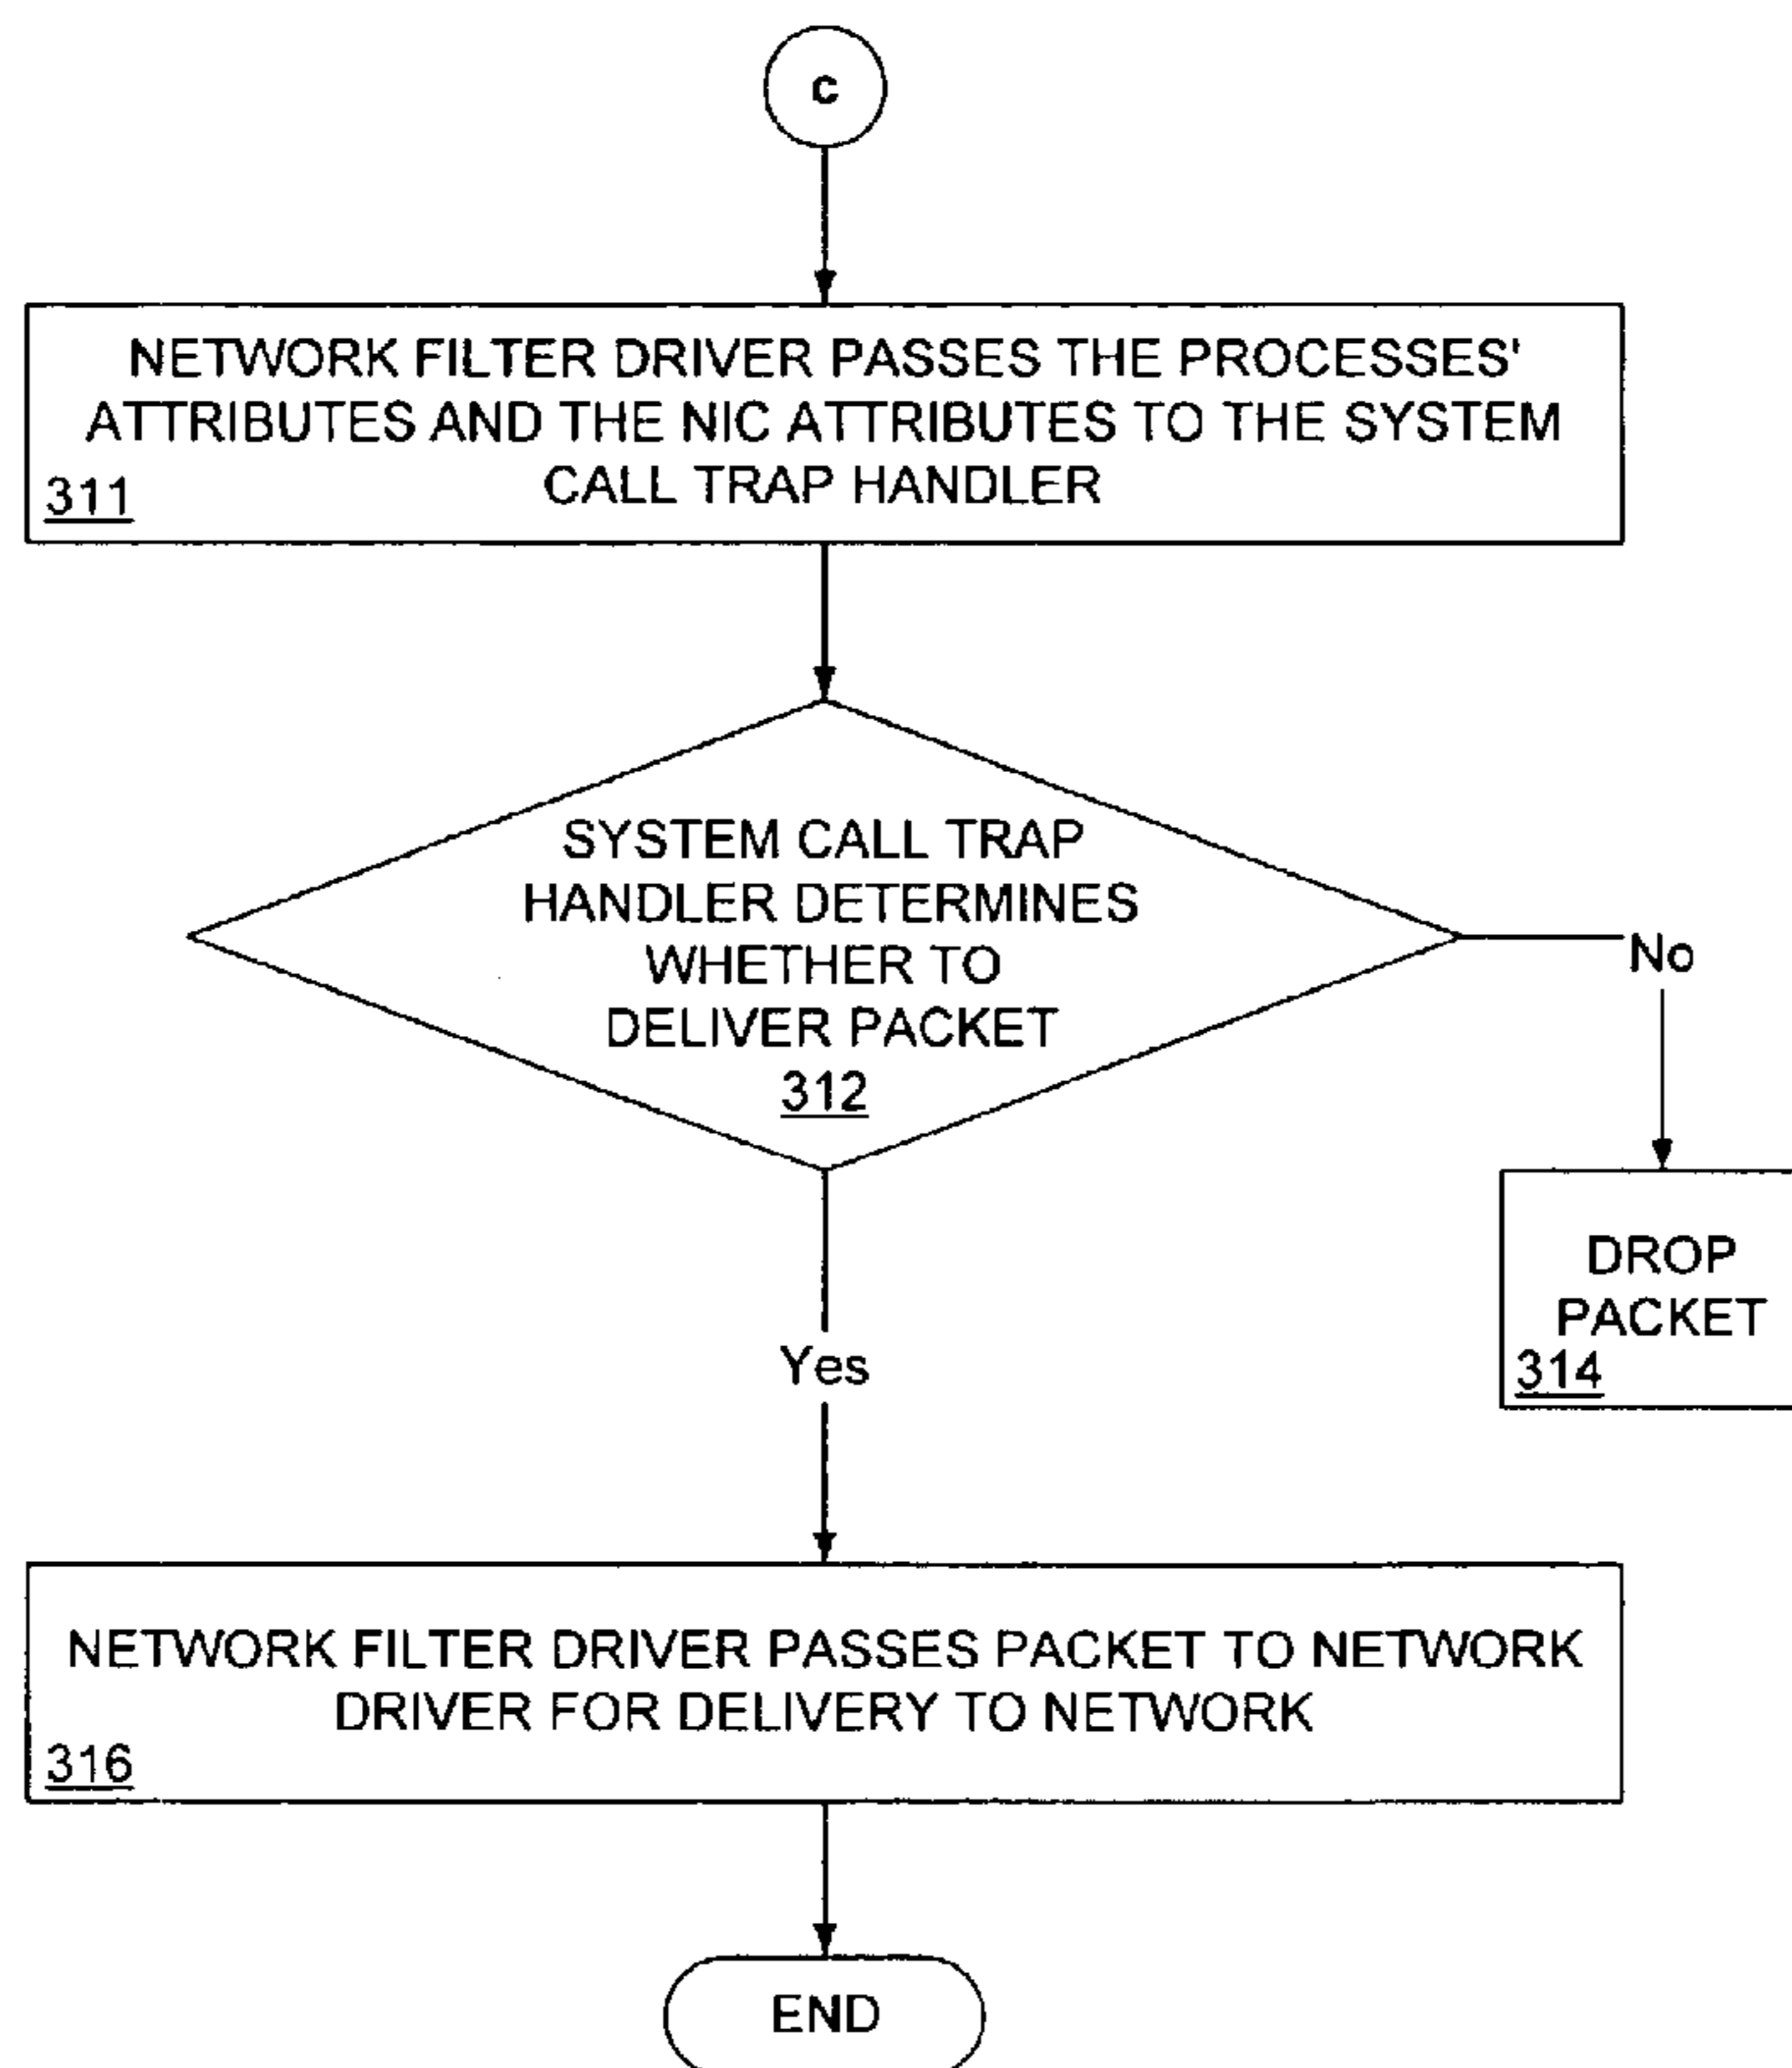 c
NETWORK FILTER DRIVER PASSES THE PROCESSES'
ATTRIBUTES AND THE NIC ATTRIBUTES TO THE SYSTEM
CALL TRAP HANDLER
311
SYSTEM CALL TRAP
HANDLER DETERMINES
WHETHER TO
DELIVER PACKET
312
No
DROP
PACKET
314
Yes
NETWORK FILTER DRIVER PASSES PACKET TO NETWORK
DRIVER FOR DELIVERY TO NETWORK
316
END